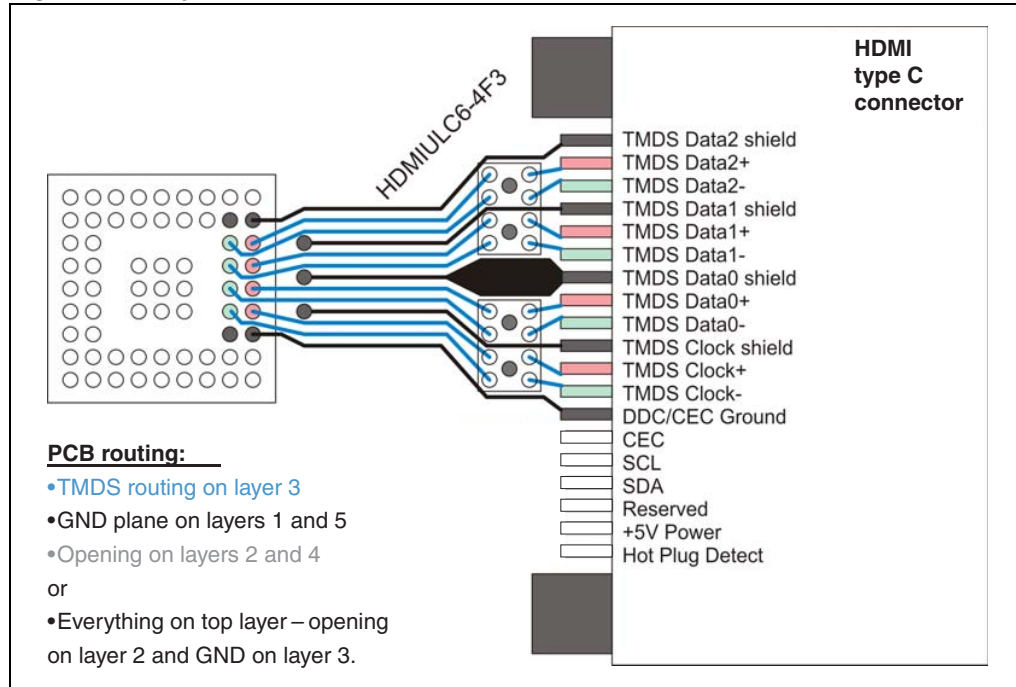 HDMI
type C
connector
HDMIULC6-4F3
TMDS Data2 shield
TMDS Data2+
TMDS Data2-
TMDS Data1 shield
TMDS Data1+
TMDS Data1-
TMDS Data0 shield
TMDS Data0+
TMDS Data0-
TMDS Clock shield
TMDS Clock+
TMDS Clock-
DDC/CEC Ground
CEC
SCL
SDA
Reserved
+5V Power
Hot Plug Detect
PCB routing:
•TMDS routing on layer 3
•GND plane on layers 1 and 5
•Opening on layers 2 and 4
or
•Everything on top layer – opening
on layer 2 and GND on layer 3.